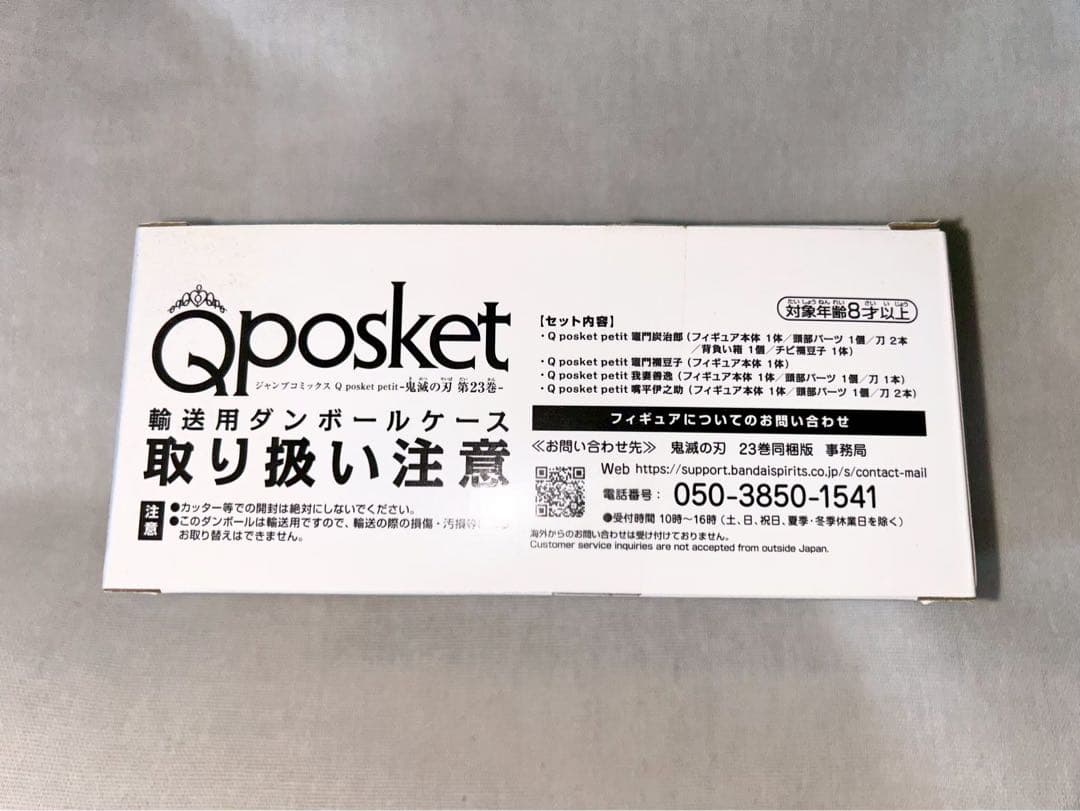 Qposket
ジャンプコミックス Q posket petit -鬼滅の刃 第23巻-
輸送用ダンボールケース
取り扱い注意
注意
●カッター等での開封は絶対にしないでください。
●このダンボールは輸送用ですので、輸送の際の損傷・汚損等
お取り替えはできません。
たいしょうねんれい さい いじょう
対象年齢8才以上
【セット内容】
・Q posket petit 竈門炭治郎（フィギュア本体 1体／頭部パーツ 1個／刀 2本
／背負い箱 1個／チビ禰豆子 1体）
・Q posket petit 竈門禰豆子（フィギュア本体 1体）
・Q posket petit 我妻善逸（フィギュア本体 1体／頭部パーツ 1個／刀 1本）
・Q posket petit 嘴平伊之助（フィギュア本体 1体／頭部パーツ 1個／刀 2本）
フィギュアについてのお問い合わせ
≪お問い合わせ先≫ 鬼滅の刃 23巻同梱版 事務局
Web https://support.bandaispirits.co.jp/s/contact-mail
電話番号： 050-3850-1541
●受付時間 10時～16時（土、日、祝日、夏季・冬季休業日を除く）
海外からのお問い合わせは受け付けておりません。
Customer service inquiries are not accepted from outside Japan.